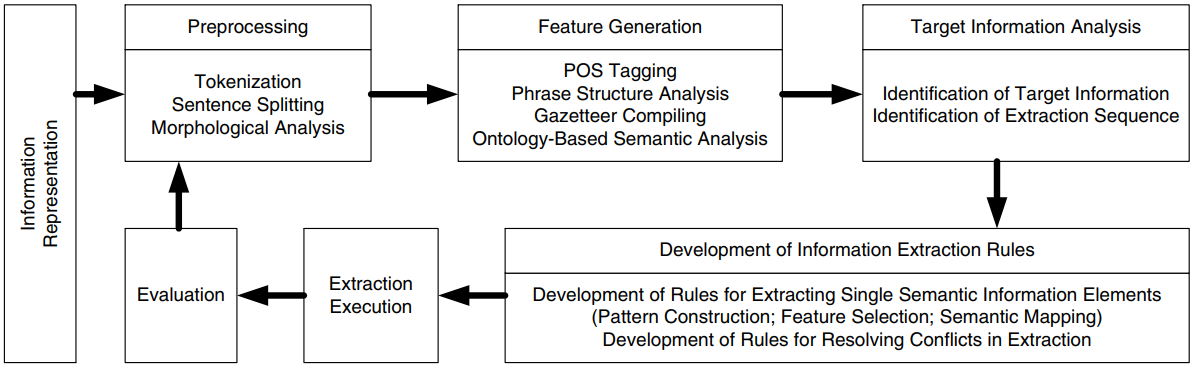 Information
Representation
Preprocessing
Tokenization
Sentence Splitting
Morphological Analysis
Feature Generation
POS Tagging
Phrase Structure Analysis
Gazetteer Compiling
Ontology-Based Semantic Analysis
Target Information Analysis
Identification of Target Information
Identification of Extraction Sequence
Development of Information Extraction Rules
Development of Rules for Extracting Single Semantic Information Elements
(Pattern Construction; Feature Selection; Semantic Mapping)
Development of Rules for Resolving Conflicts in Extraction
Extraction
Execution
Evaluation